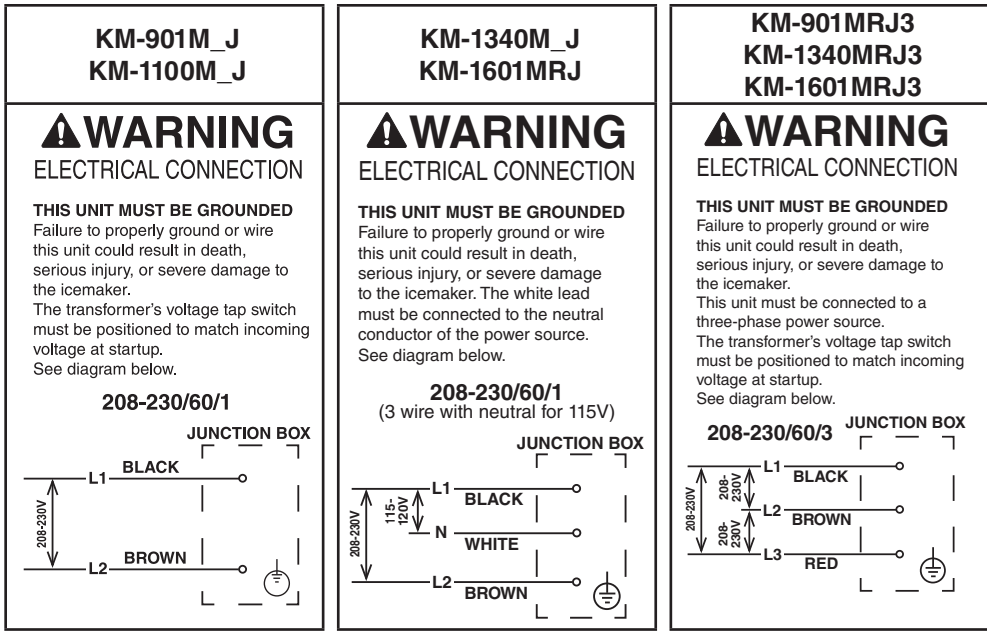 KM-901M_J
KM-1100M_J
WARNING
ELECTRICAL CONNECTION
THIS UNIT MUST BE GROUNDED
Failure to properly ground or wire
this unit could result in death,
serious injury, or severe damage to
the icemaker.
The transformer's voltage tap switch
must be positioned to match incoming
voltage at startup.
See diagram below.
208-230/60/1
JUNCTION BOX
L1 BLACK
208-230V
L2 BROWN
KM-1340M_J
KM-1601MRJ
WARNING
ELECTRICAL CONNECTION
THIS UNIT MUST BE GROUNDED
Failure to properly ground or wire
this unit could result in death,
serious injury, or severe damage
to the icemaker. The white lead
must be connected to the neutral
conductor of the power source.
See diagram below.
208-230/60/1
(3 wire with neutral for 115V)
JUNCTION BOX
L1 BLACK
115-
120V
208-230V
N WHITE
L2 BROWN
KM-901MRJ3
KM-1340MRJ3
KM-1601MRJ3
WARNING
ELECTRICAL CONNECTION
THIS UNIT MUST BE GROUNDED
Failure to properly ground or wire
this unit could result in death,
serious injury, or severe damage to
the icemaker.
This unit must be connected to a
three-phase power source.
The transformer's voltage tap switch
must be positioned to match incoming
voltage at startup.
See diagram below.
208-230/60/3
JUNCTION BOX
L1 BLACK
208-
230V
208-230V
L2 BROWN
208-
230V
L3 RED